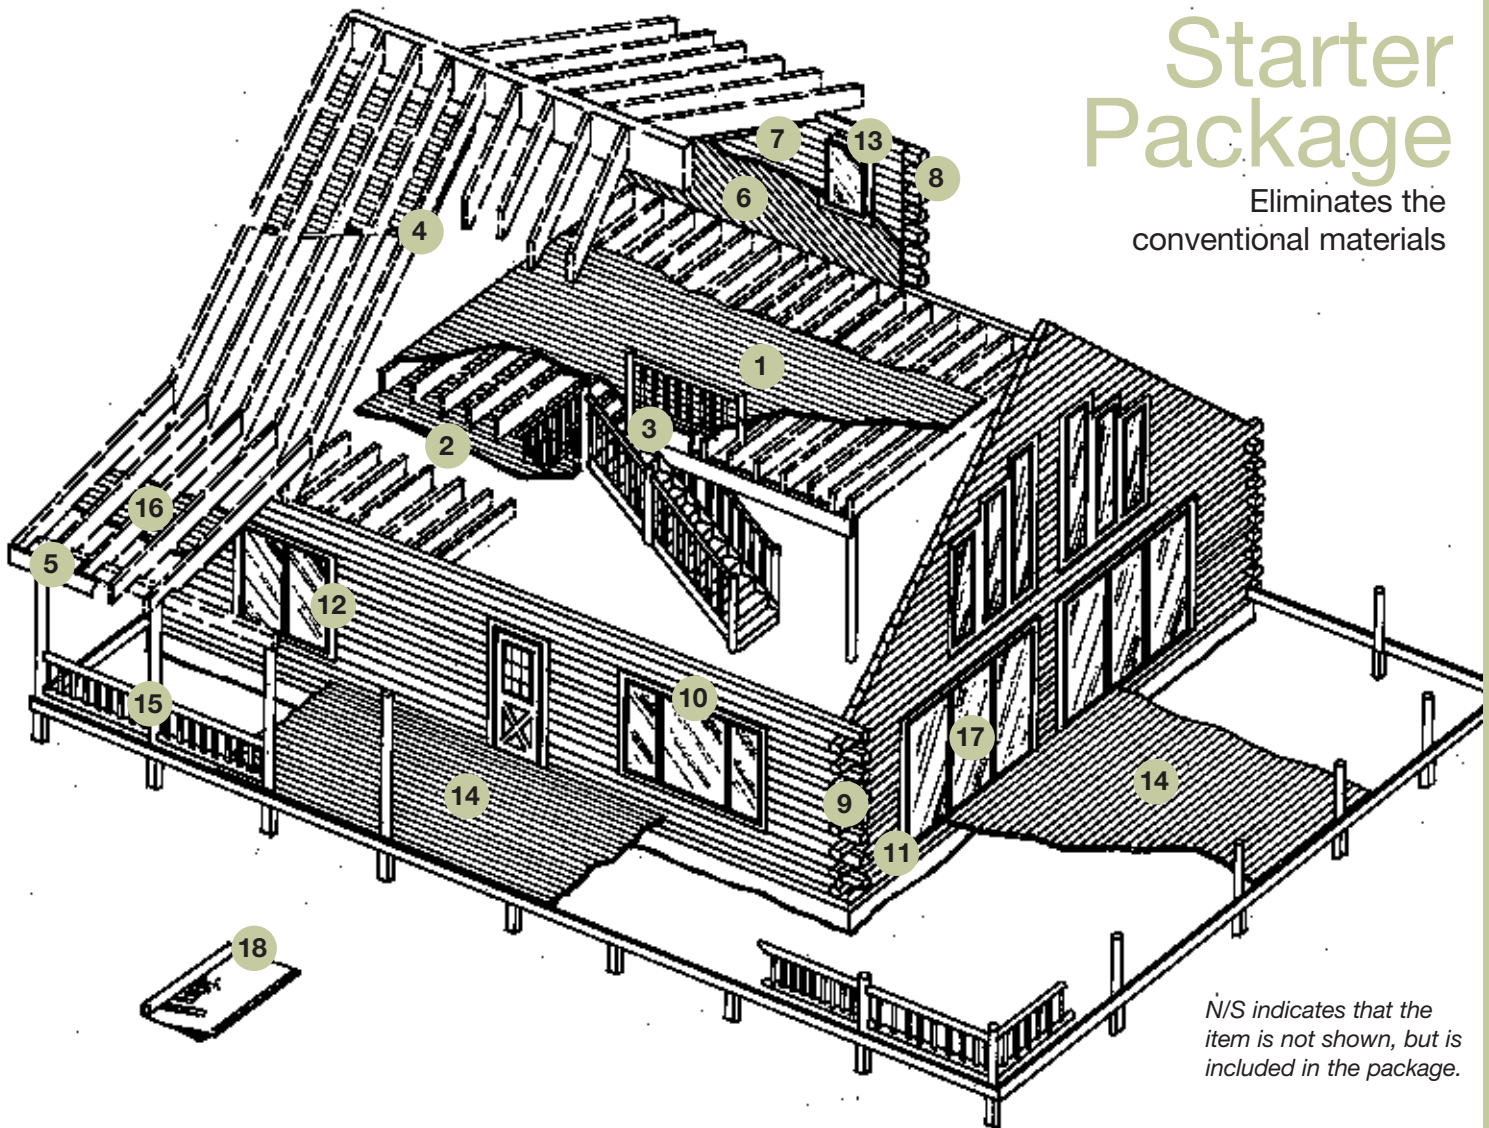 Starter
Package
Eliminates the
conventional materials
7
13
8
6
4
1
3
2
16
5
12
15
10
17
14
14
9
11
18
N/S indicates that the
item is not shown, but is
included in the package.